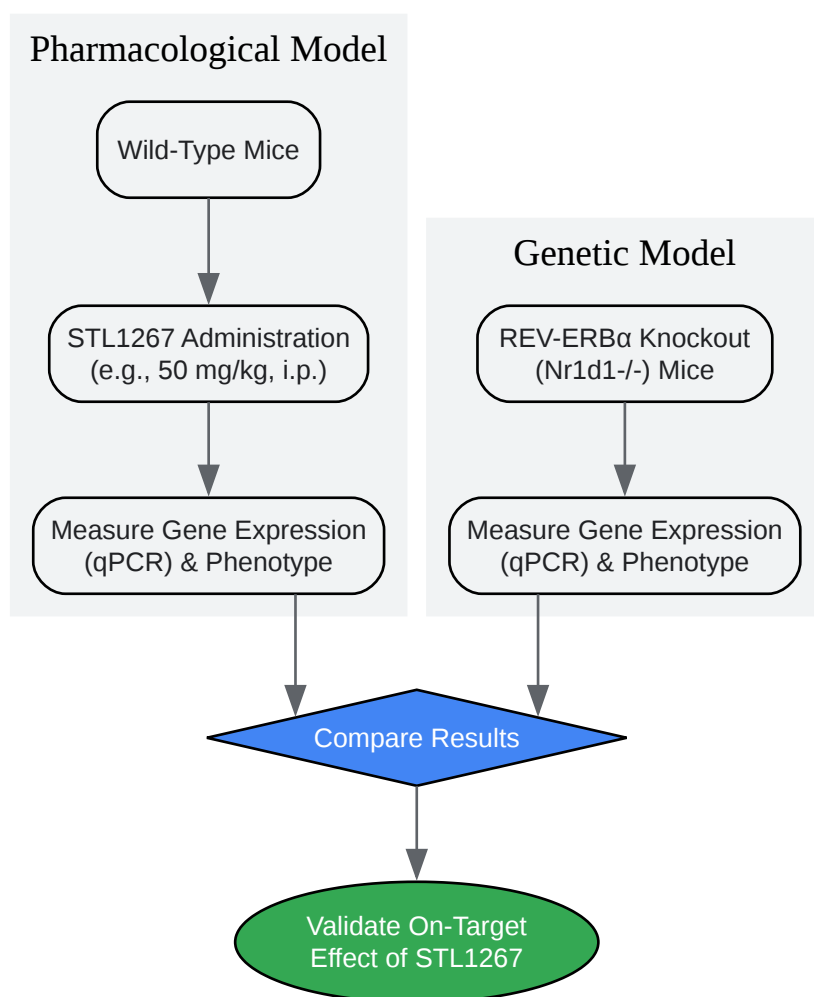 Pharmacological Model
Wild-Type Mice
STL1267 Administration
(e.g., 50 mg/kg, i.p.)
Measure Gene Expression
(qPCR) & Phenotype
Genetic Model
REV-ERBα Knockout
(Nr1d1-/-) Mice
Measure Gene Expression
(qPCR) & Phenotype
Compare Results
Validate On-Target
Effect of STL1267